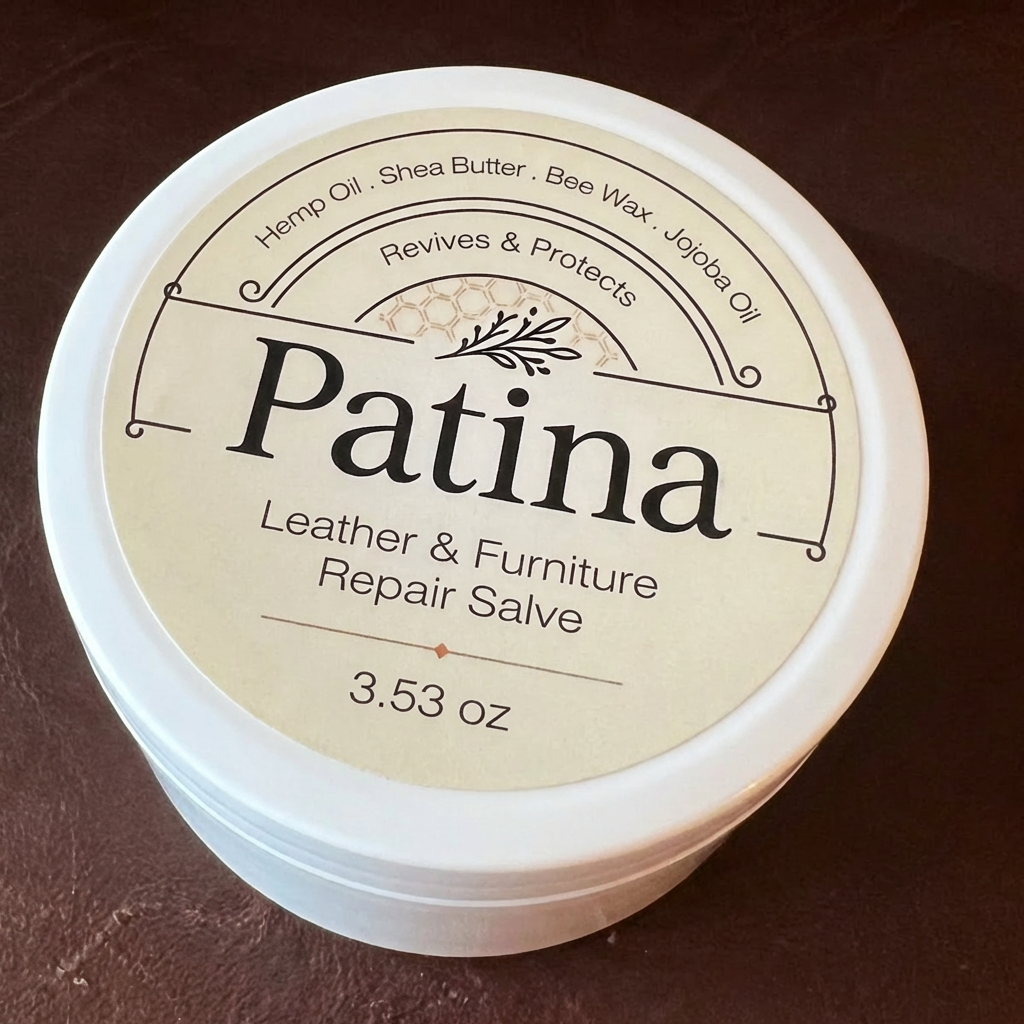 Hemp Oil . Shea Butter . Bee Wax . Jojoba Oil
Revives & Protects
Patina
Leather & Furniture
Repair Salve
3.53 oz